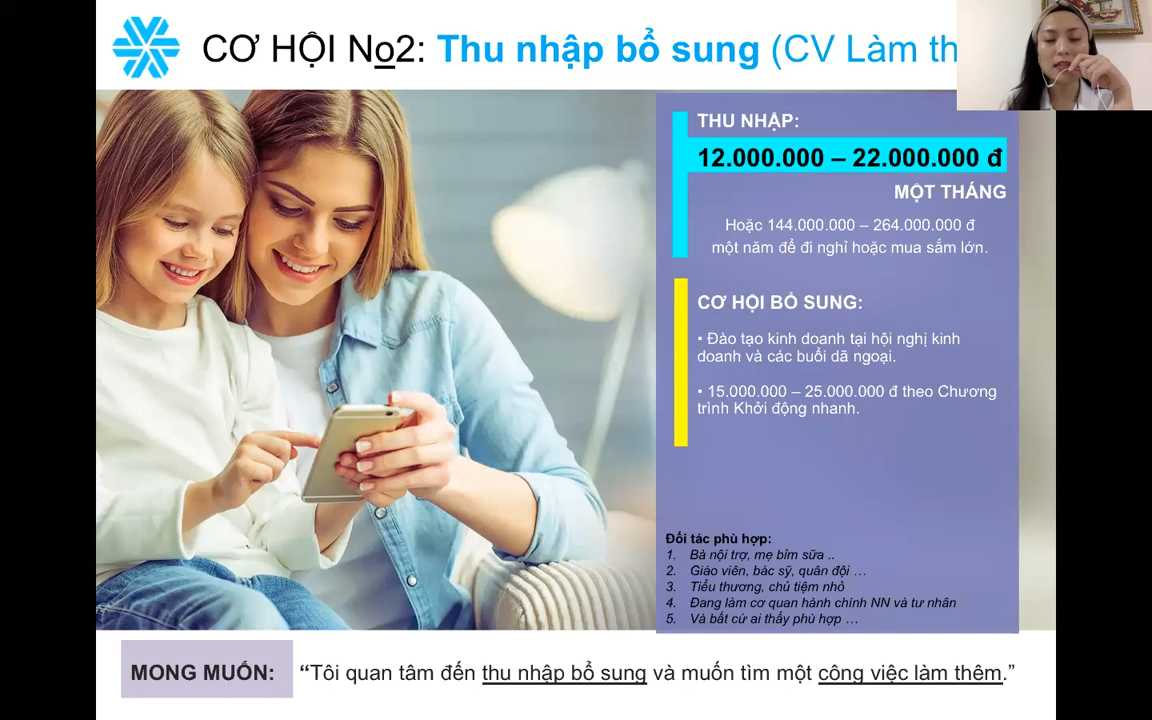 CƠ HỘI No2: Thu nhập bổ sung (CV Làm th
THU NHẬP:
12.000.000 – 22.000.000 đ
MỘT THÁNG
Hoặc 144.000.000 – 264.000.000 đ
một năm để đi nghỉ hoặc mua sắm lớn.
CƠ HỘI BỔ SUNG:
• Đào tạo kinh doanh tại hội nghị kinh
doanh và các buổi dã ngoại.
• 15.000.000 – 25.000.000 đ theo Chương
trình Khởi động nhanh.
Đối tác phù hợp:
1. Bà nội trợ, mẹ bỉm sữa ..
2. Giáo viên, bác sỹ, quân đội …
3. Tiểu thương, chủ tiệm nhỏ
4. Đang làm cơ quan hành chính NN và tư nhân
5. Và bất cứ ai thấy phù hợp …
MONG MUỐN: “Tôi quan tâm đến thu nhập bổ sung và muốn tìm một công việc làm thêm.”